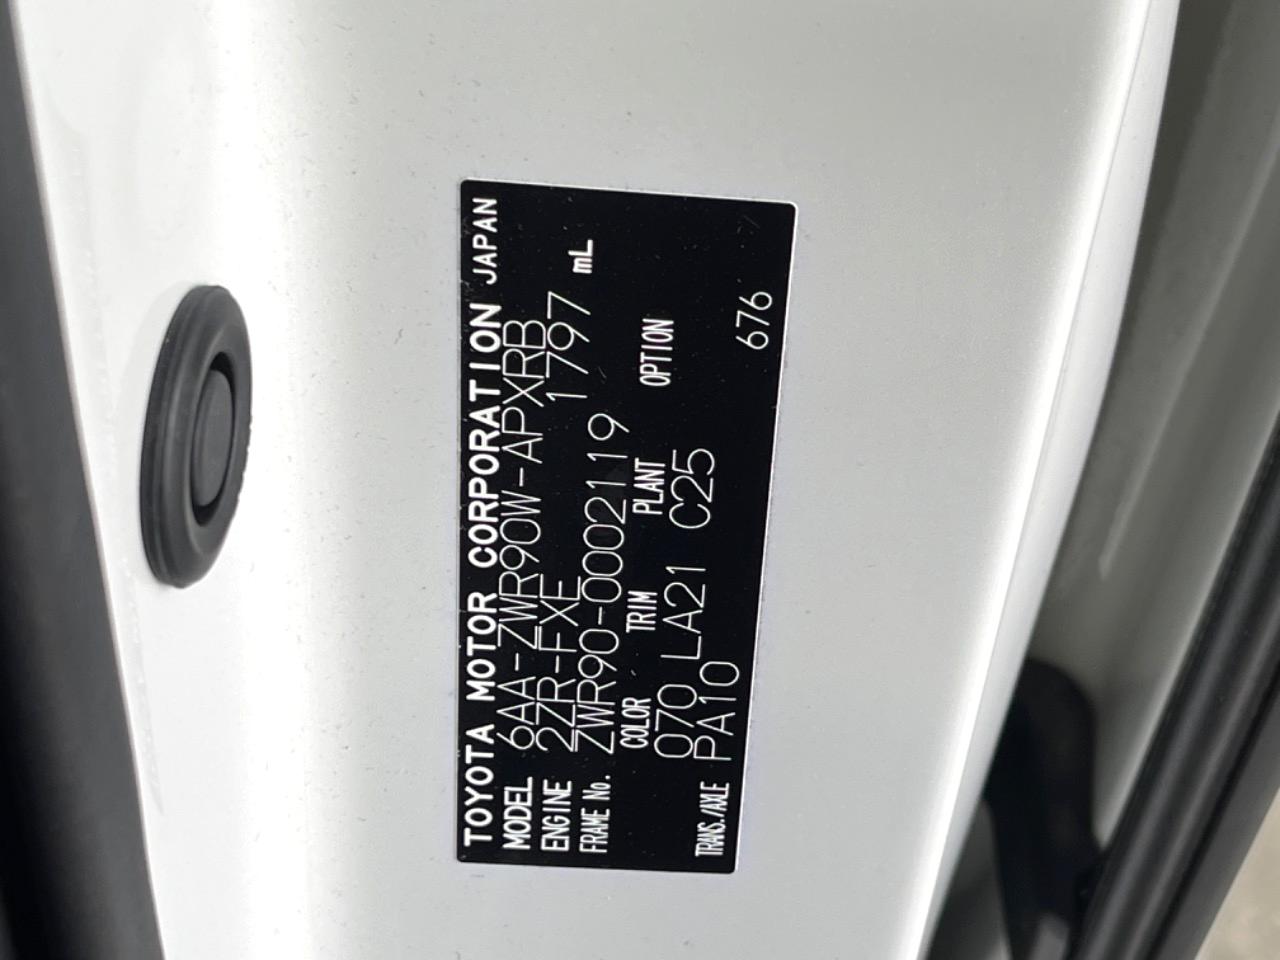 TOYOTA MOTOR CORPORATION JAPAN
MODEL 6AA-ZWR90W-APXRB
ENGINE 2ZR-FXE 1797 mL
FRAME No. ZWR90-0002119
COLOR TRIM PLANT OPTION
070 LA21 C25
TRANS./AXLE PA10 676